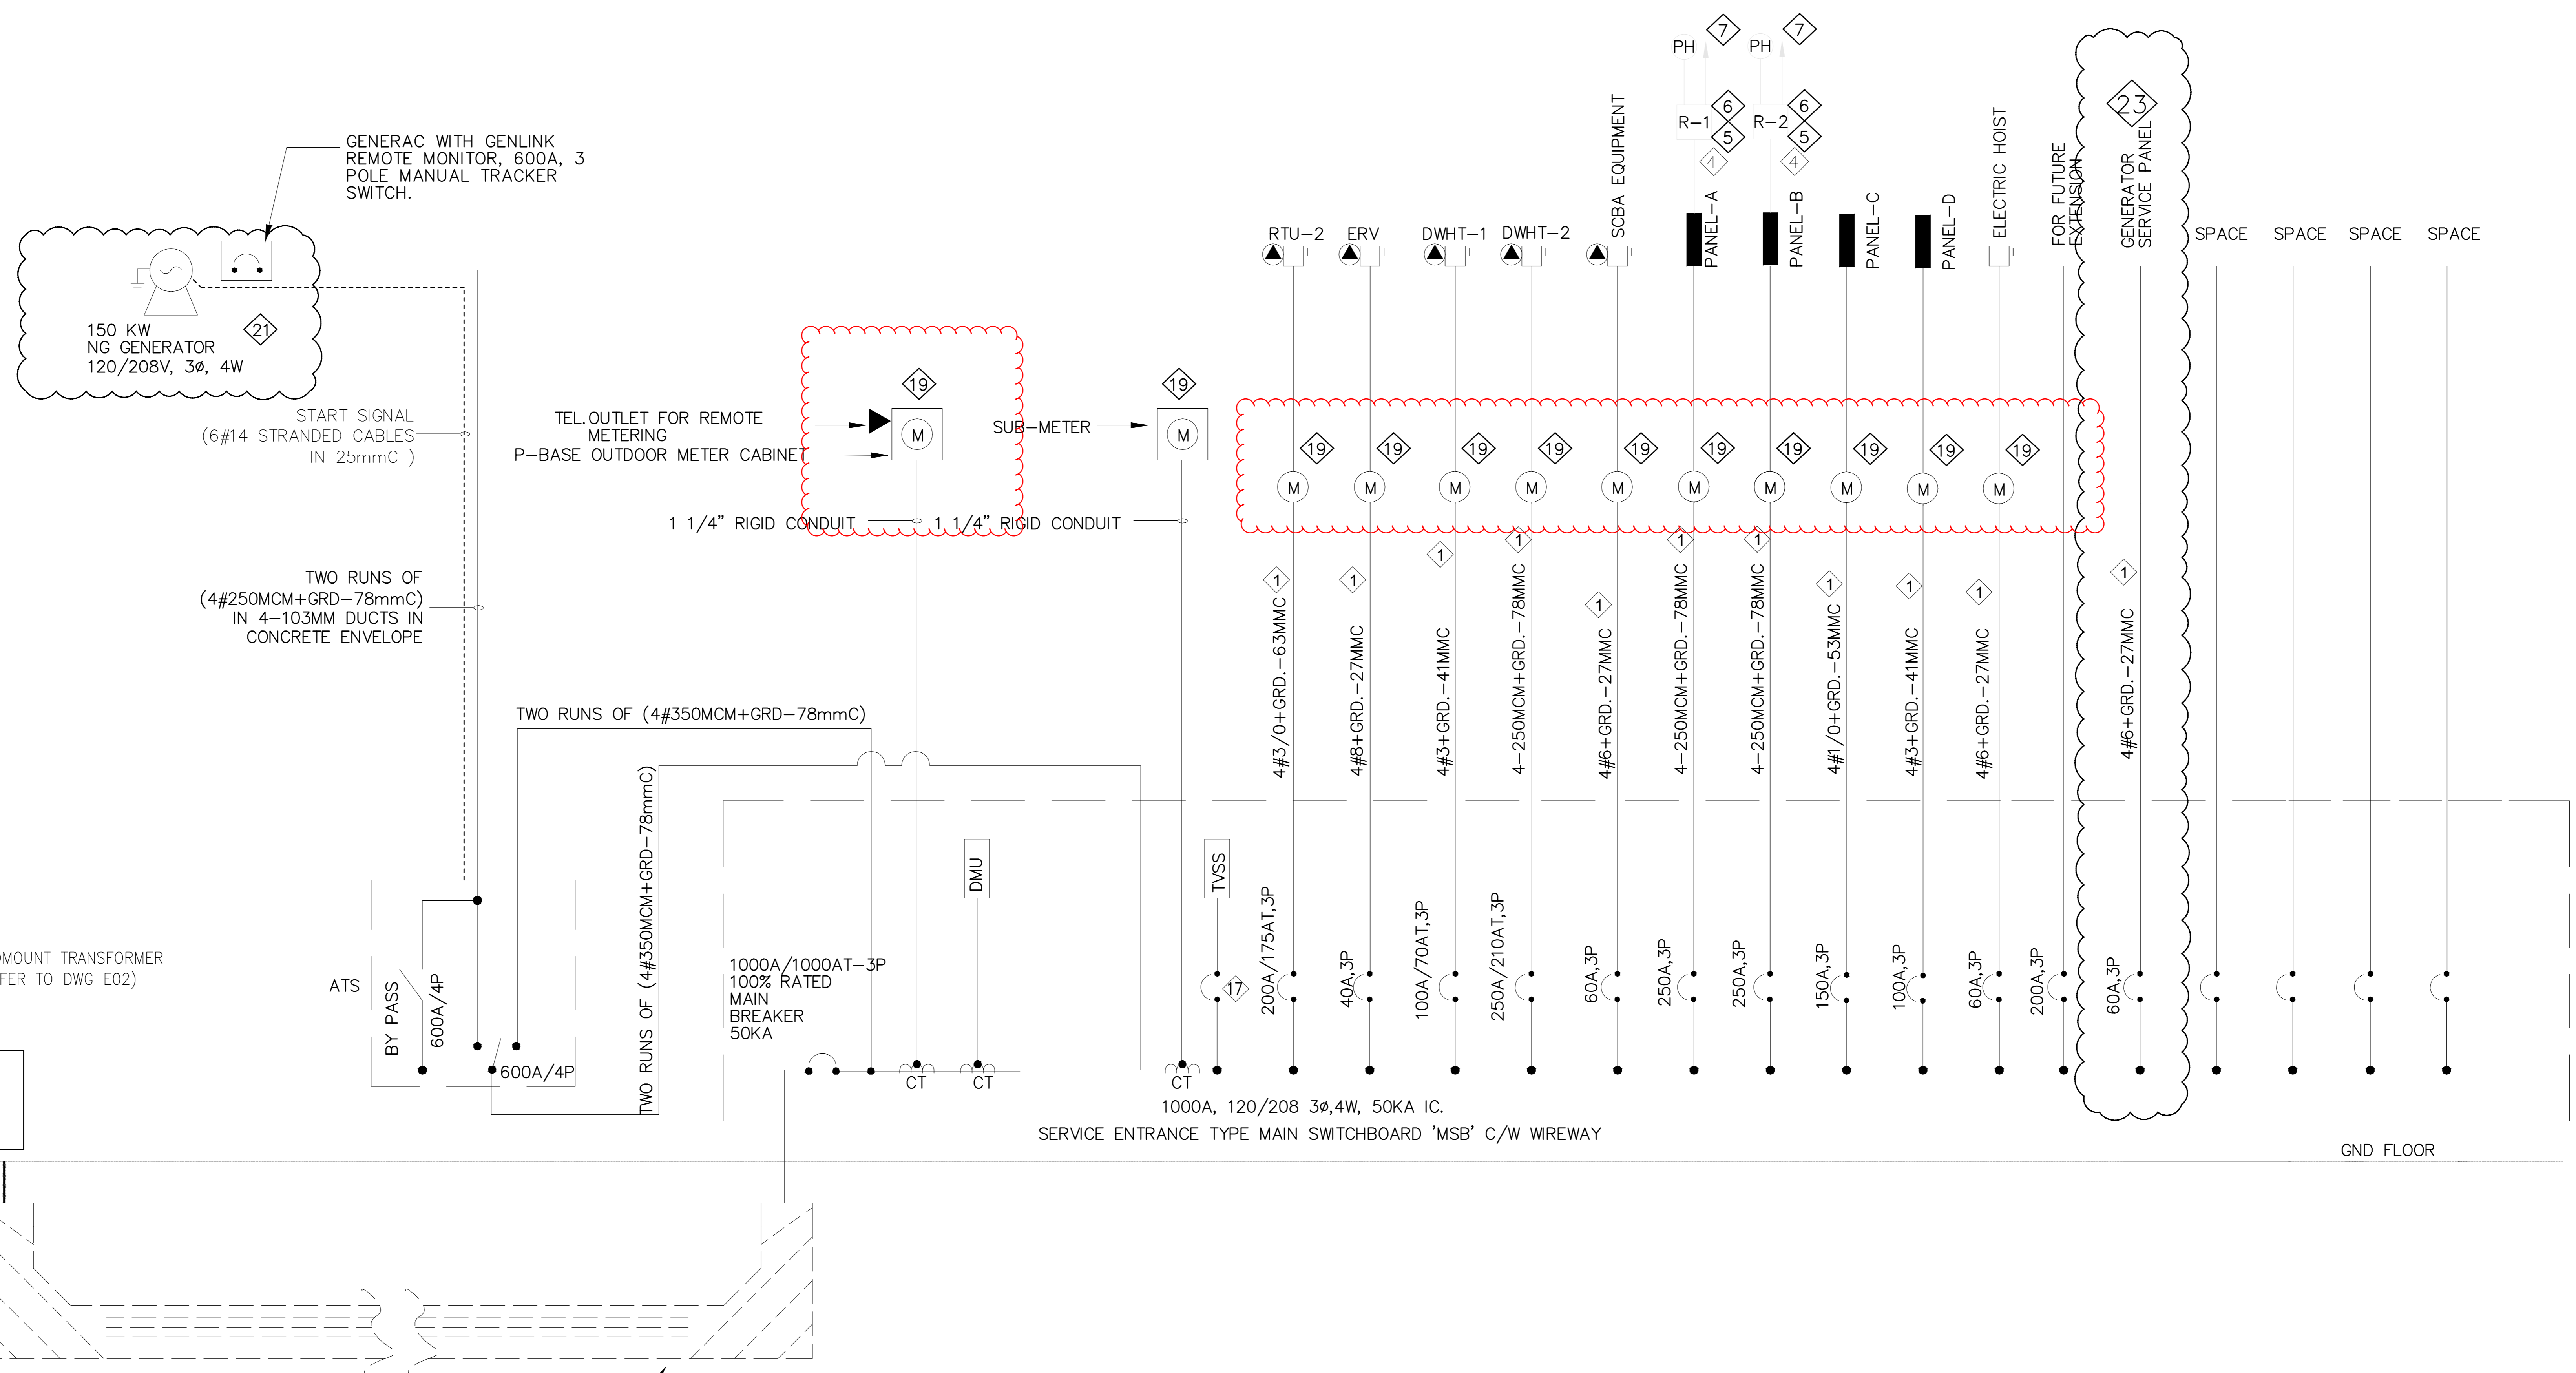 GENERAC WITH GENLINK
REMOTE MONITOR, 600A, 3
POLE MANUAL TRACKER
SWITCH.
150 KW
NG GENERATOR
120/208V, 3ø, 4W
21
START SIGNAL
(6#14 STRANDED CABLES
IN 25mmC )
TWO RUNS OF
(4#250MCM+GRD-78mmC)
IN 4-103MM DUCTS IN
CONCRETE ENVELOPE
TEL.OUTLET FOR REMOTE
METERING
P-BASE OUTDOOR METER CABINET
19
M
1 1/4" RIGID CONDUIT
SUB-METER
19
M
1 1/4" RIGID CONDUIT
TWO RUNS OF (4#350MCM+GRD-78mmC)
TWO RUNS OF (4#350MCM+GRD-78mmC)
OMOUNT TRANSFORMER
FER TO DWG E02)
ATS
BY PASS
600A/4P
600A/4P
1000A/1000AT-3P
100% RATED
MAIN
BREAKER
50KA
DMU
CT
CT
CT
TVSS
17
RTU-2
19
M
1
4#3/0+GRD.-63MMC
200A/175AT,3P
ERV
19
M
1
4#8+GRD.-27MMC
40A,3P
DWHT-1
19
M
1
4#3+GRD.-41MMC
100A/70AT,3P
DWHT-2
19
M
1
4-250MCM+GRD.-78MMC
250A/210AT,3P
SCBA EQUIPMENT
19
M
1
4#6+GRD.-27MMC
60A,3P
PH
7
R-1
6
5
4
PANEL-A
19
M
1
4-250MCM+GRD.-78MMC
250A,3P
PH
7
R-2
6
5
4
PANEL-B
19
M
1
4-250MCM+GRD.-78MMC
250A,3P
PANEL-C
19
M
1
4#1/0+GRD.-53MMC
150A,3P
PANEL-D
19
M
1
4#3+GRD.-41MMC
100A,3P
ELECTRIC HOIST
19
M
1
4#6+GRD.-27MMC
60A,3P
FOR FUTURE
EXTENSION
200A,3P
23
GENERATOR
SERVICE PANEL
1
4#6+GRD.-27MMC
60A,3P
SPACE
SPACE
SPACE
SPACE
1000A, 120/208 3ø,4W, 50KA IC.
SERVICE ENTRANCE TYPE MAIN SWITCHBOARD 'MSB' C/W WIREWAY
GND FLOOR